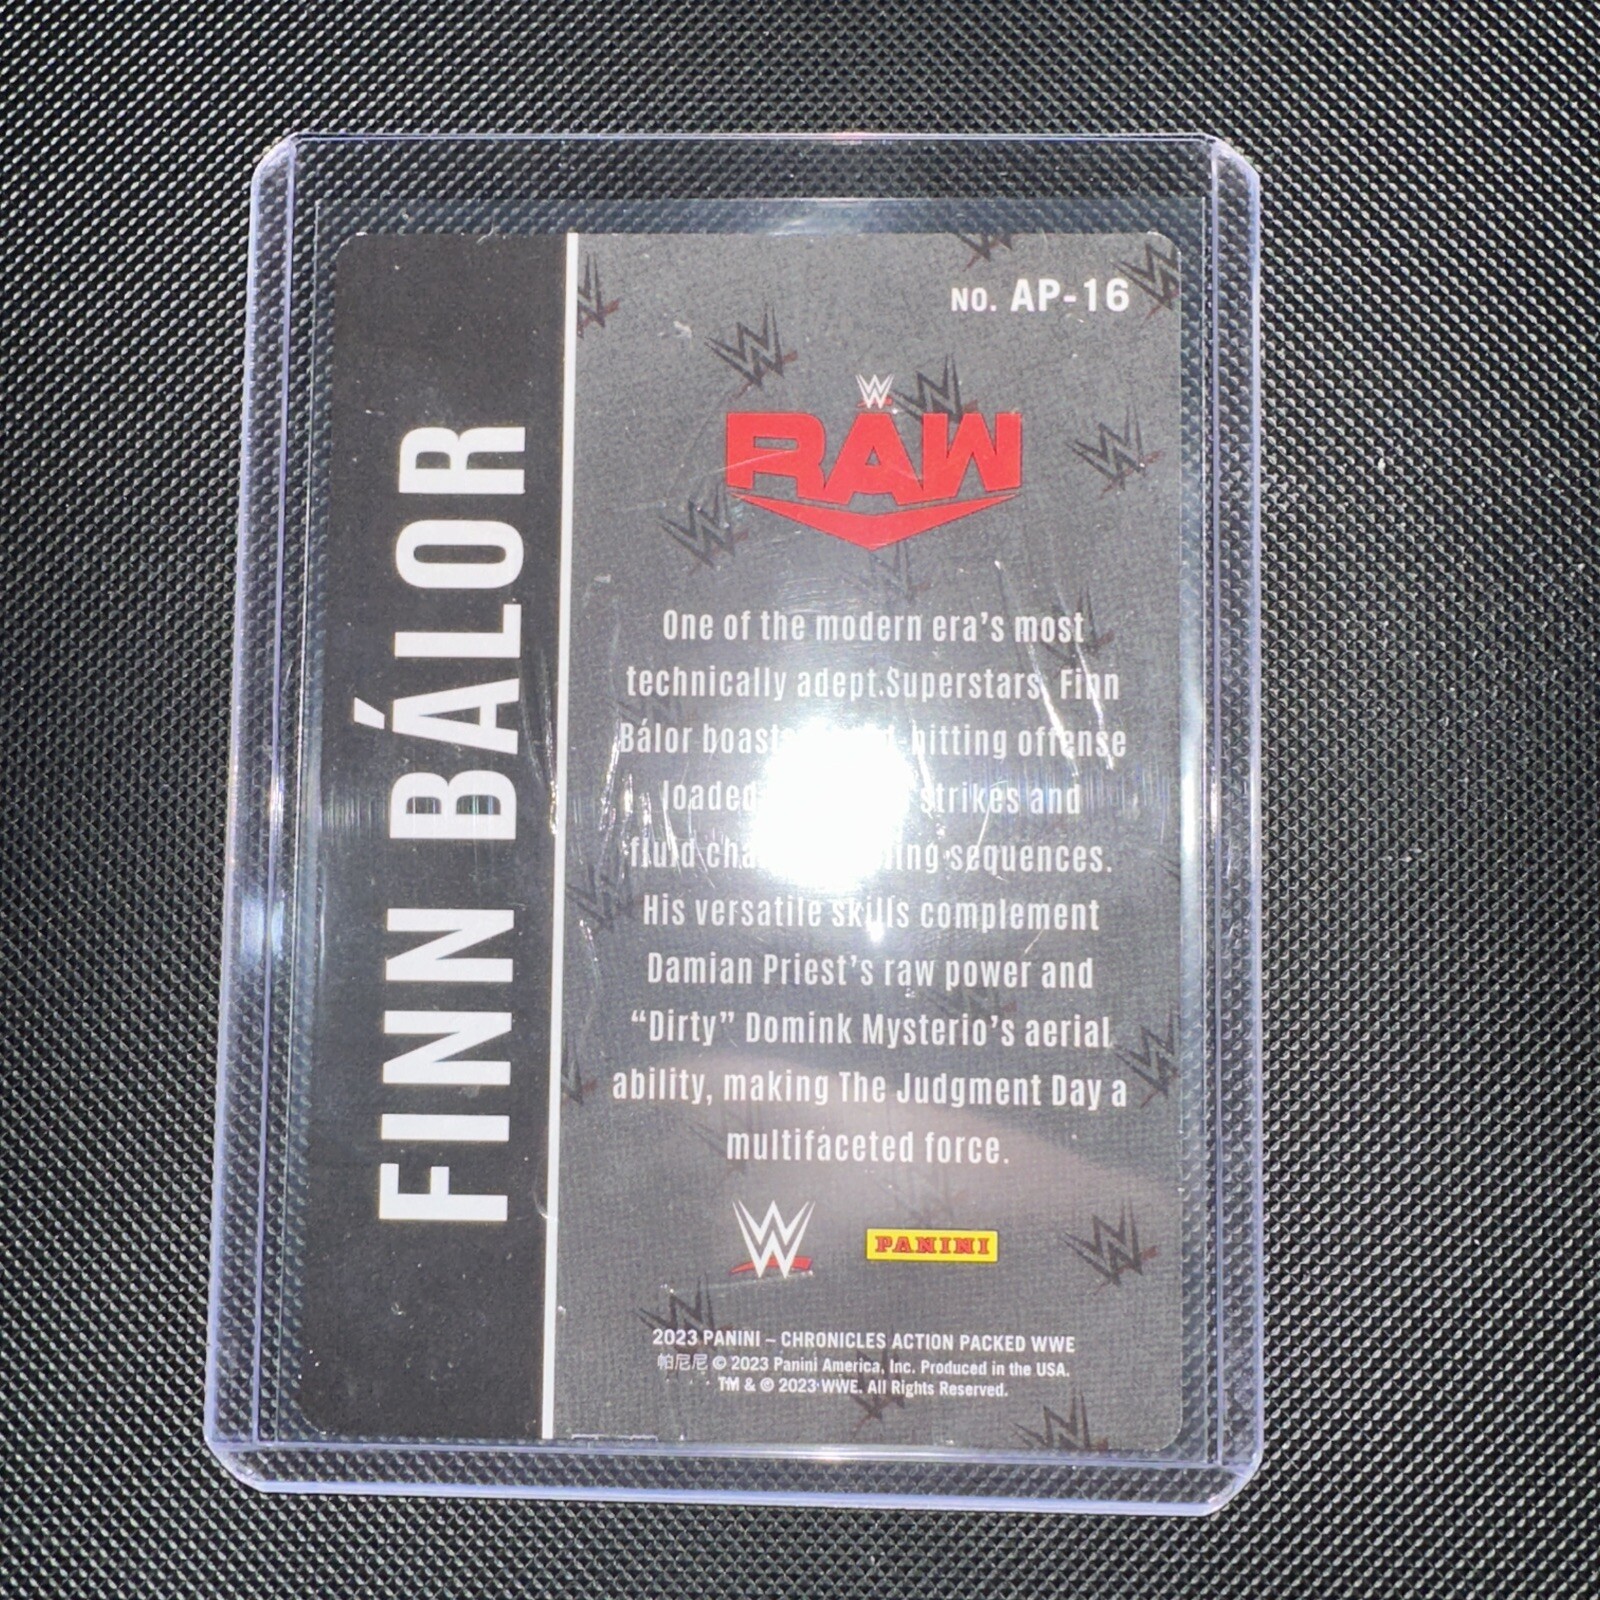 FINN BÁLOR
NO. AP-16
W
RAW
One of the modern era's most
technically adept Superstars, Finn
Bálor hitting offense
loaded strikes and
fluid sequences.
His versatile skills complement
Damian Priest's raw power and
“Dirty” Domink Mysterio's aerial
ability, making The Judgment Day a
multifaceted force.
W
PANINI
2023 PANINI – CHRONICLES ACTION PACKED WWE
帕尼尼 © 2023 Panini America, Inc. Produced in the USA.
TM & © 2023 WWE. All Rights Reserved.